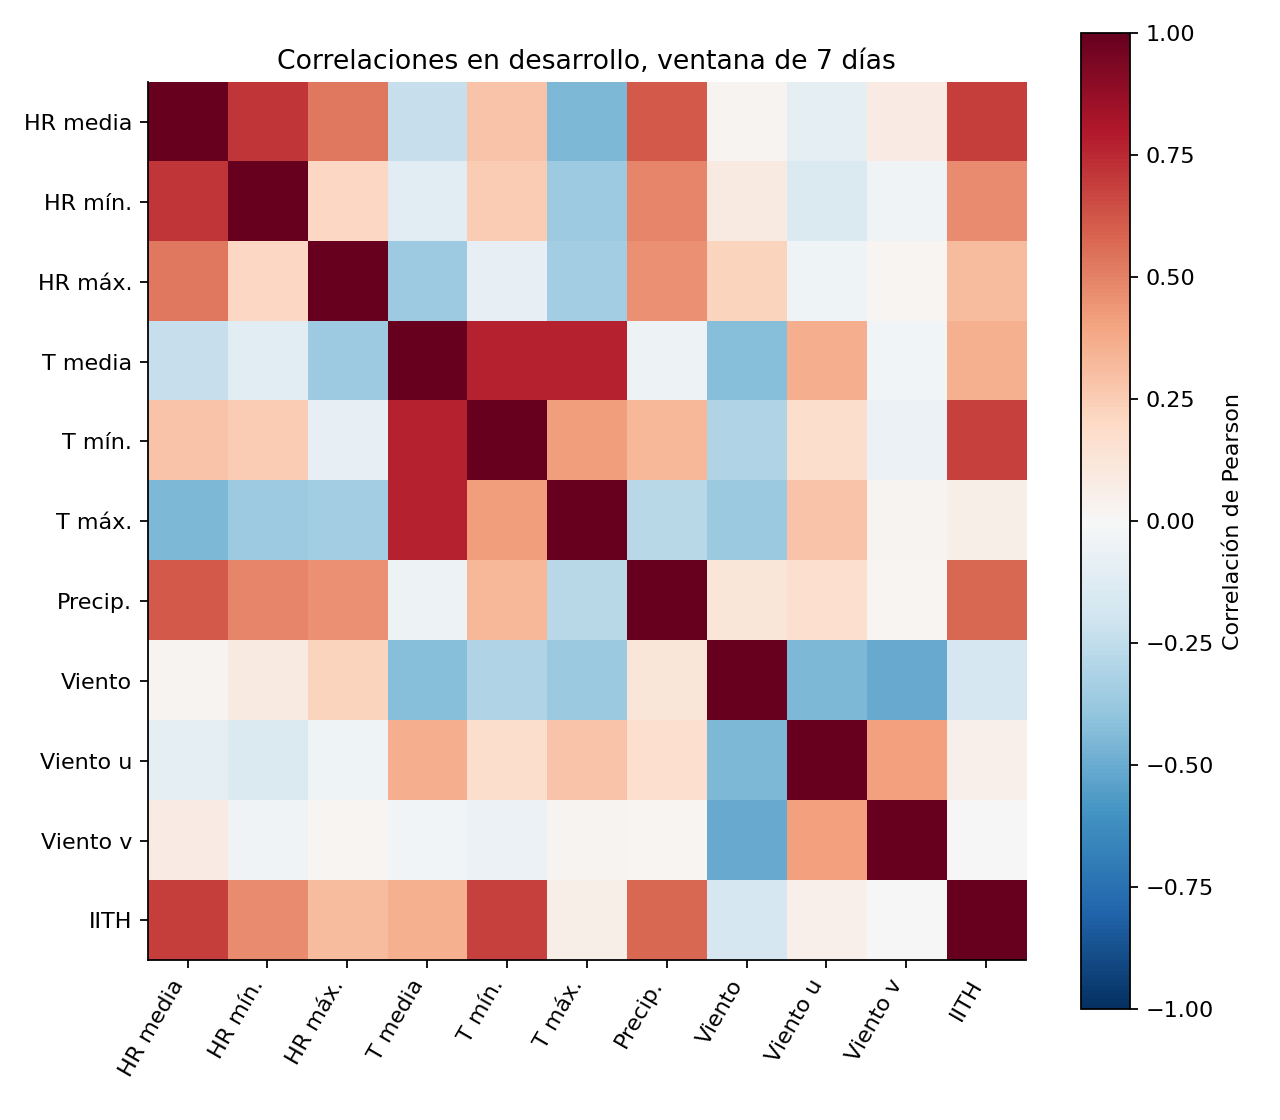 Correlaciones en desarrollo, ventana de 7 días
HR media
HR mín.
HR máx.
T media
T mín.
T máx.
Precip.
Viento
Viento u
Viento v
IITH
HR media
HR mín.
HR máx.
T media
T mín.
T máx.
Precip.
Viento
Viento u
Viento v
IITH
1.00
0.75
0.50
0.25
0.00
−0.25
−0.50
−0.75
−1.00
Correlación de Pearson